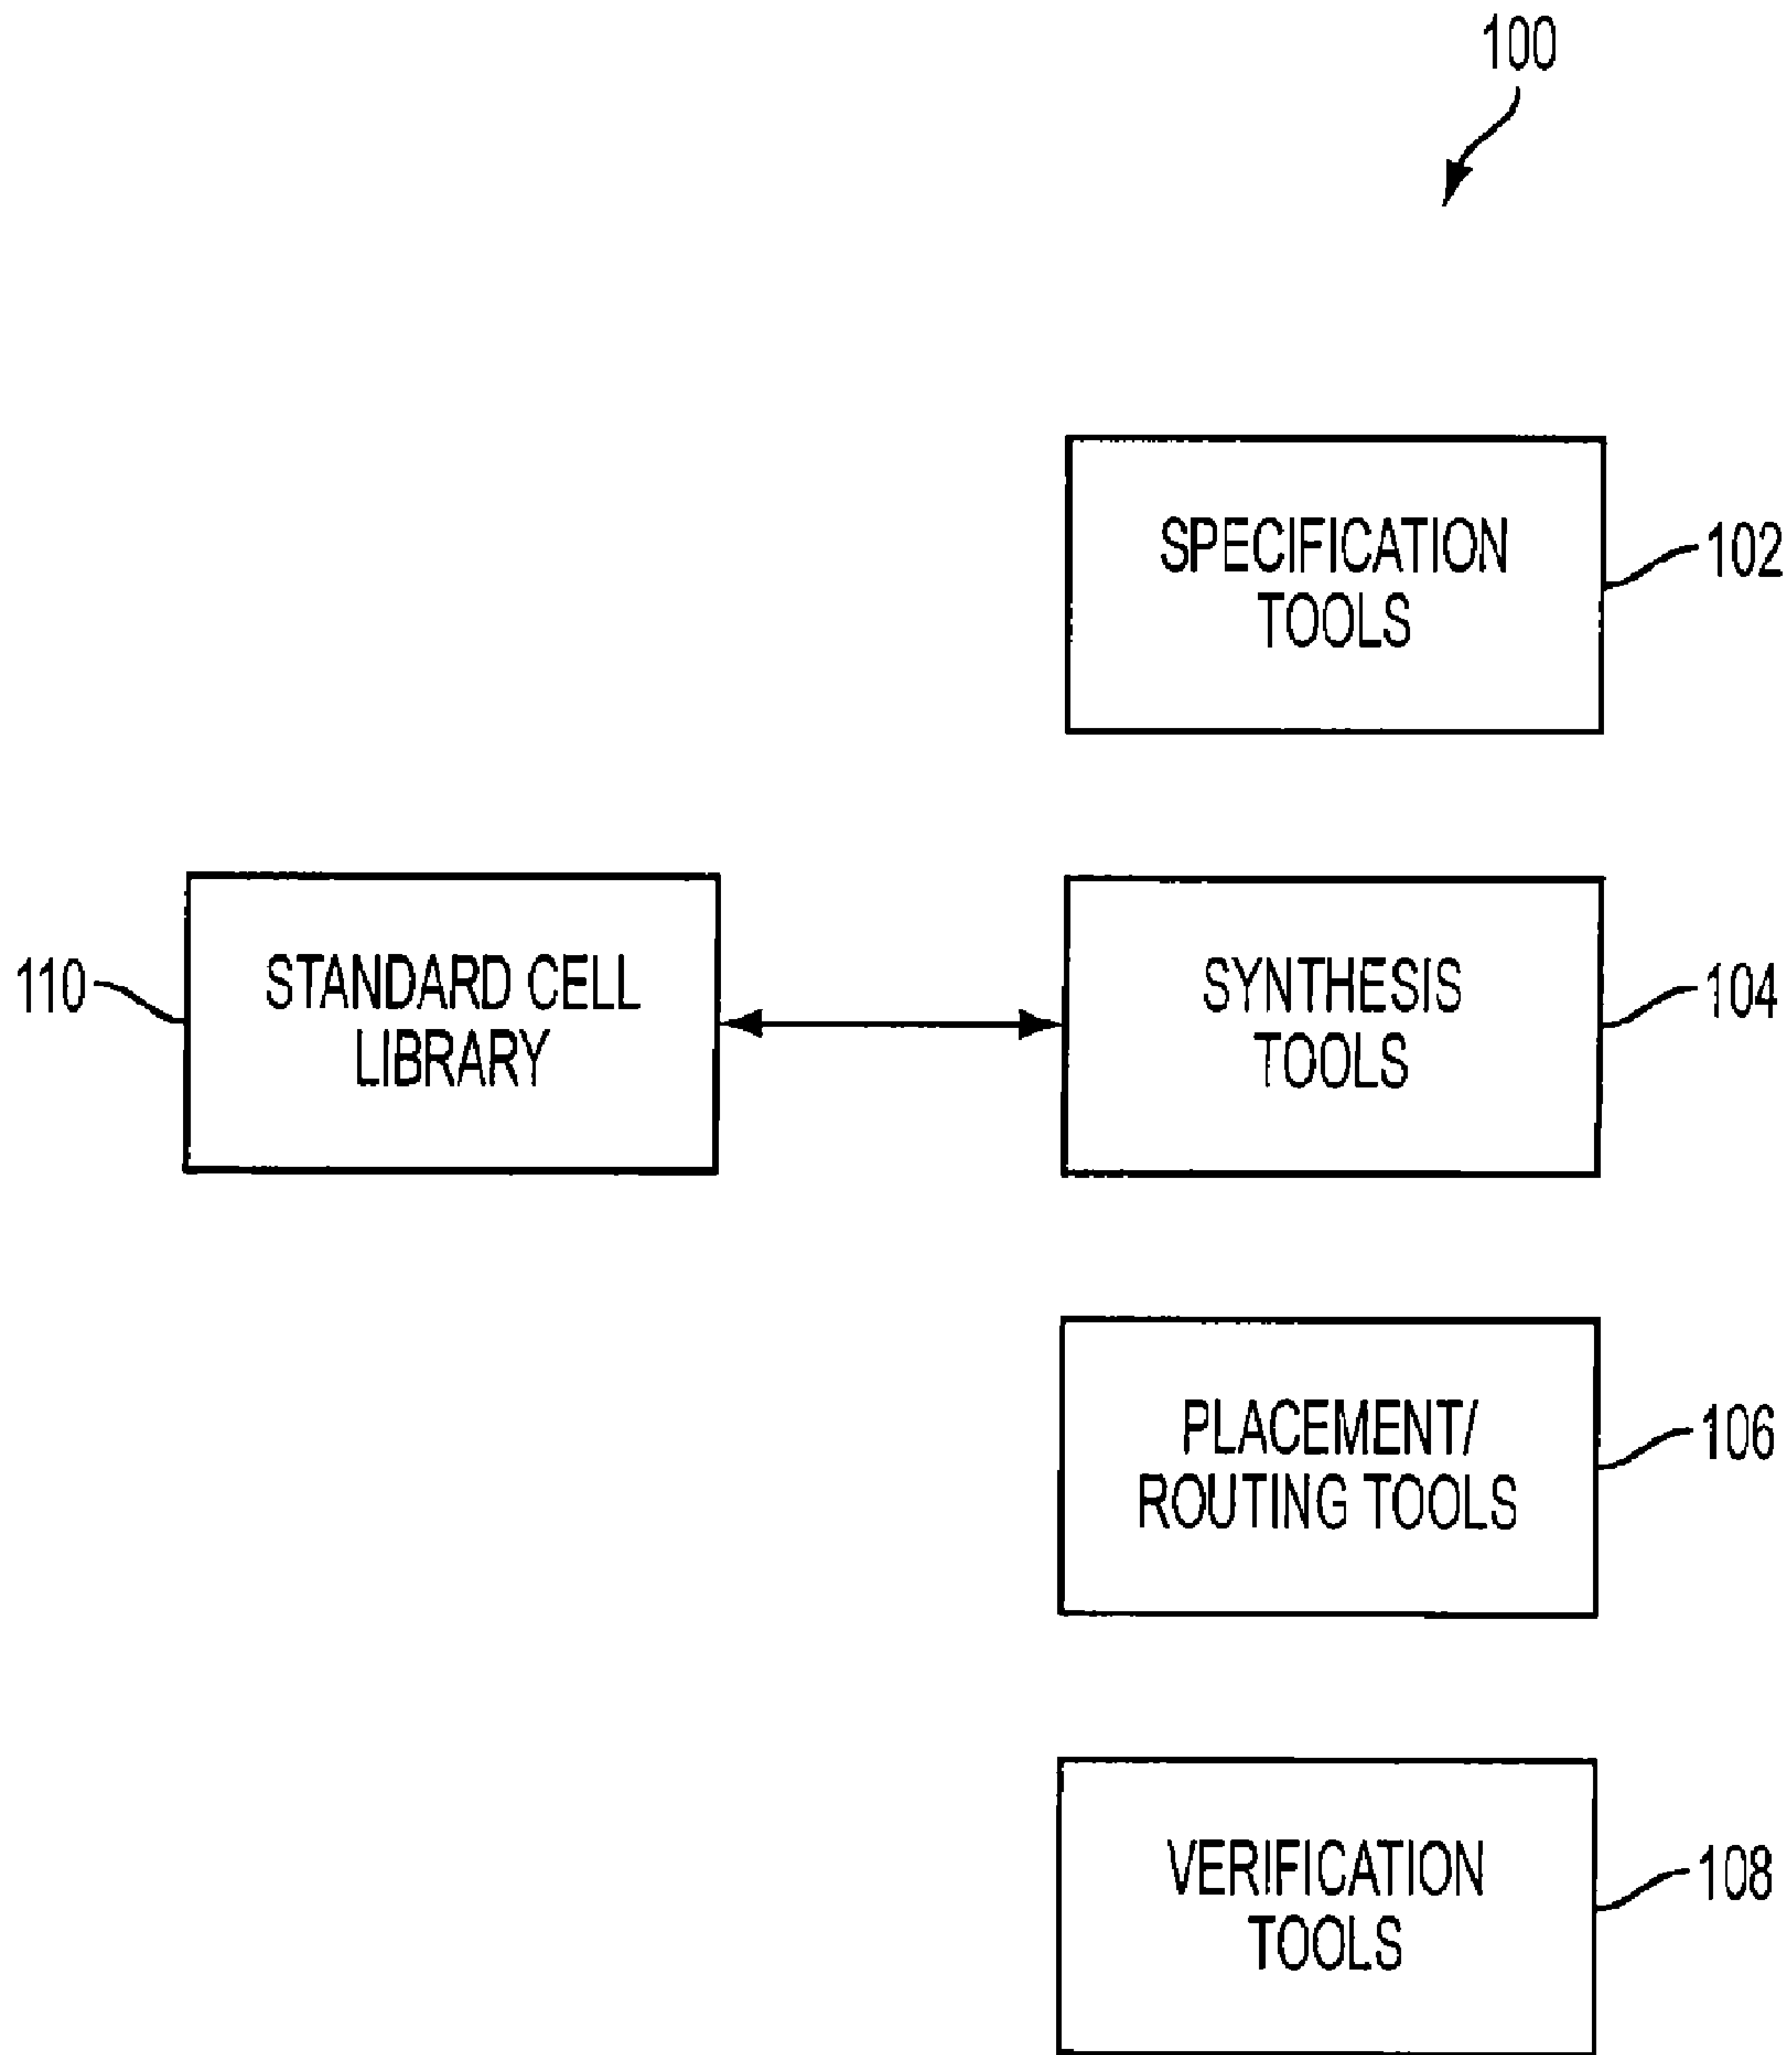 100
SPECIFICATION
TOOLS
102
110
STANDARD CELL
LIBRARY
SYNTHESIS
TOOLS
104
PLACEMENT/
ROUTING TOOLS
106
VERIFICATION
TOOLS
108